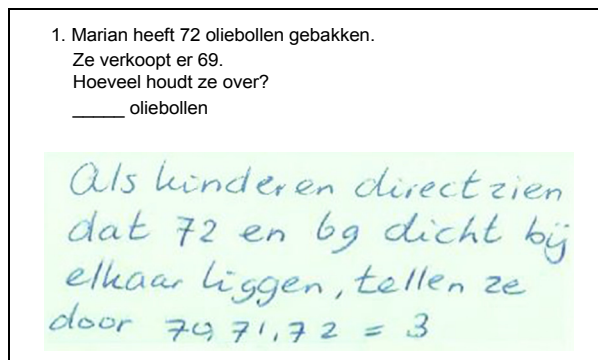 1. Marian heeft 72 oliebollen gebakken.
Ze verkoopt er 69.
Hoeveel houdt ze over?
_____ oliebollen
Als kinderen direct zien
dat 72 en 69 dicht bij
elkaar liggen, tellen ze
door 70, 71, 72 = 3